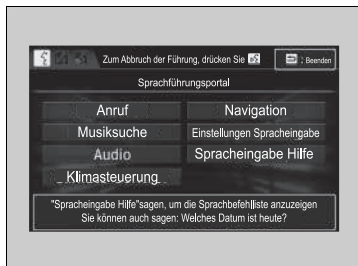 Zum Abbruch der Führung, drücken Sie
: Beenden
Sprachführungsportal
Anruf
Navigation
Musiksuche
Einstellungen Spracheingabe
Audio
Spracheingabe Hilfe
Klimasteuerung
"Spracheingabe Hilfe"sagen, um die Sprachbefehlliste anzuzeigen
Sie können auch sagen: Welches Datum ist heute?